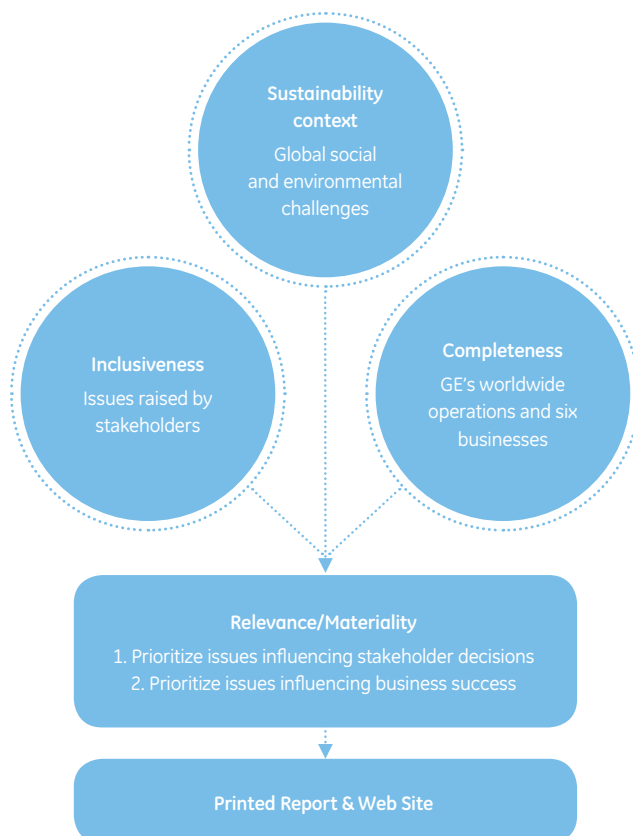 Sustainability
context
Global social
and environmental
challenges
Inclusiveness
Issues raised by
stakeholders
Completeness
GE's worldwide
operations and six
businesses
Relevance/Materiality
1. Prioritize issues influencing stakeholder decisions
2. Prioritize issues influencing business success
Printed Report & Web Site